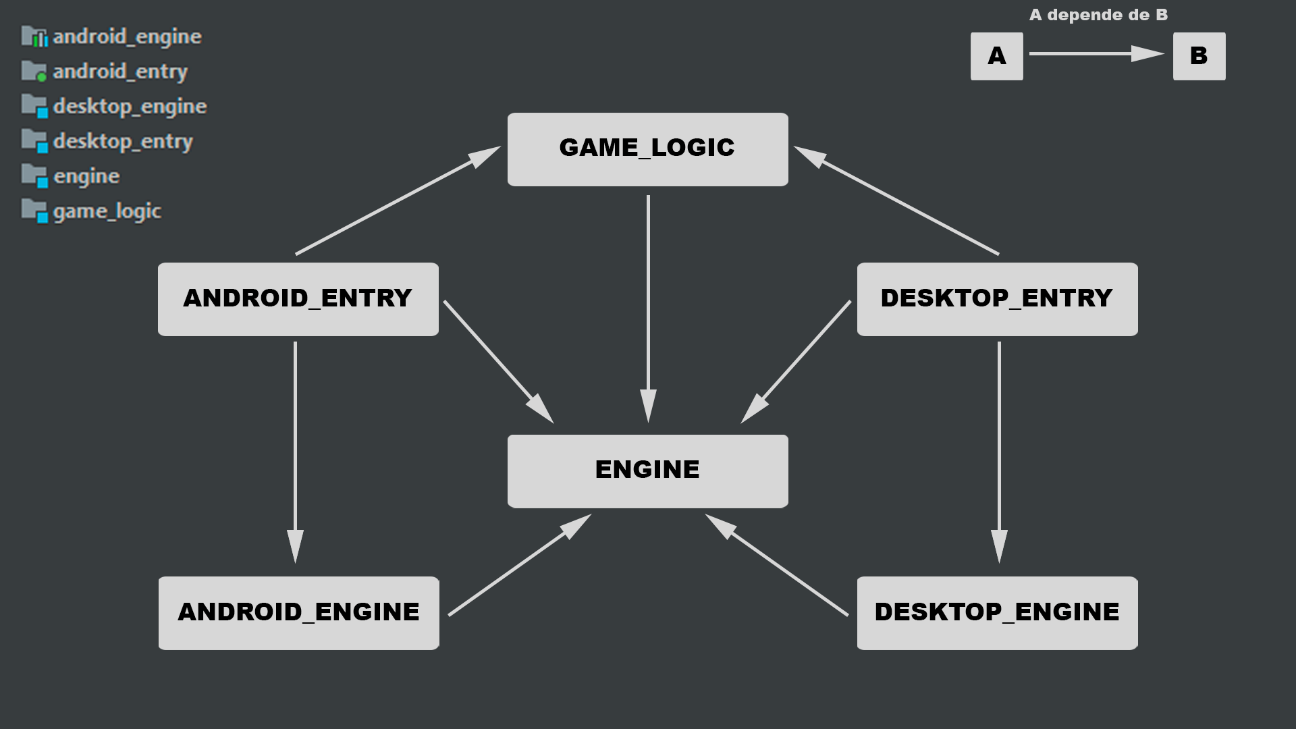 android_engine
android_entry
desktop_engine
desktop_entry
engine
game_logic
A depende de B
A
B
GAME_LOGIC
ANDROID_ENTRY
DESKTOP_ENTRY
ENGINE
ANDROID_ENGINE
DESKTOP_ENGINE